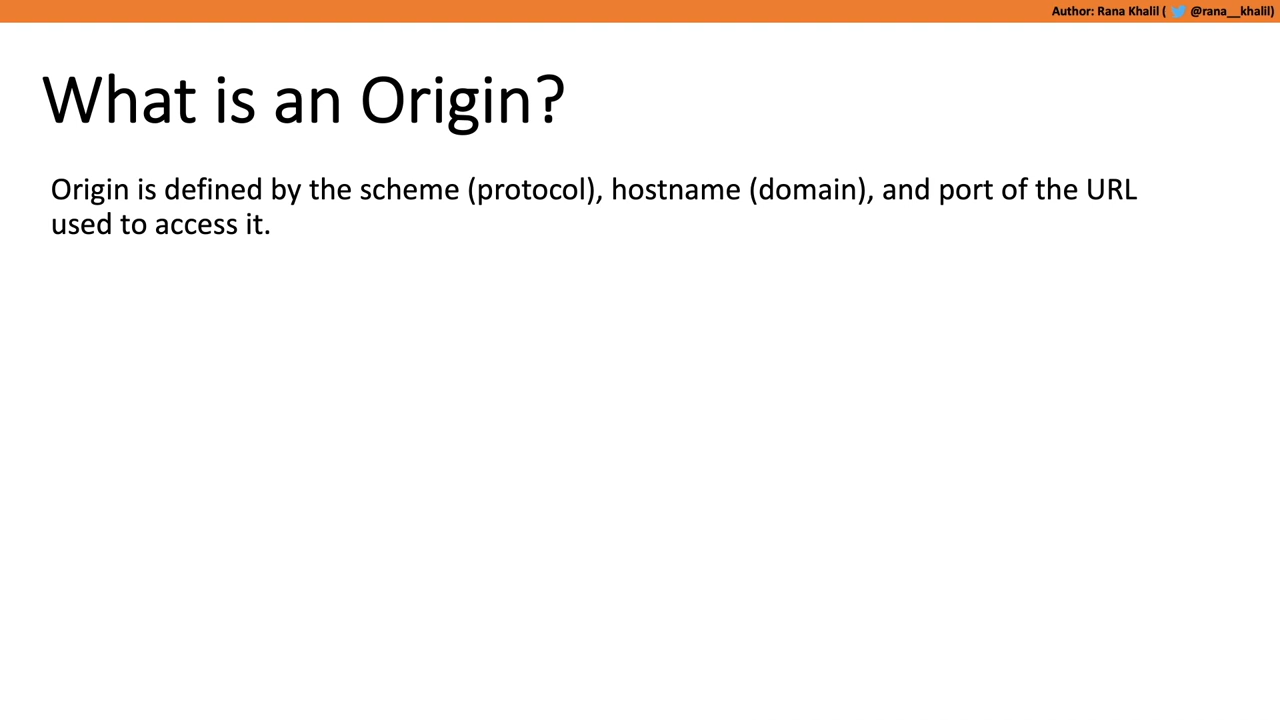 Author: Rana Khalil ( @rana__khalil)
What is an Origin?
Origin is defined by the scheme (protocol), hostname (domain), and port of the URL
used to access it.